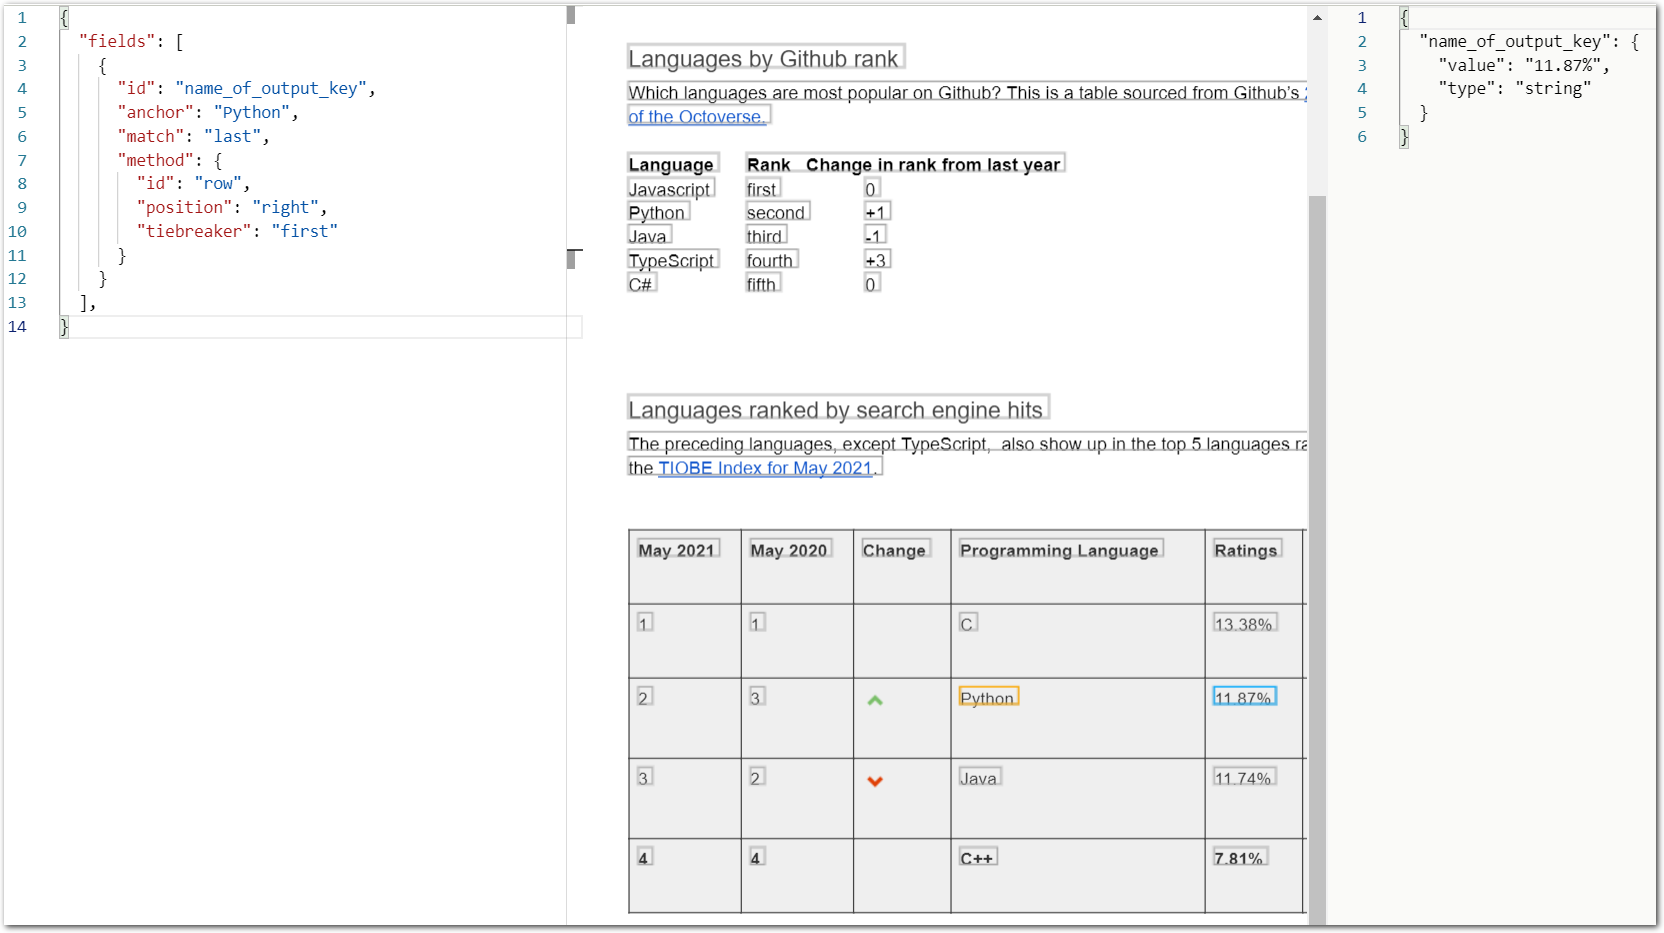 1 {
2 "fields": [
3 {
4 "id": "name_of_output_key",
5 "anchor": "Python",
6 "match": "last",
7 "method": {
8 "id": "row",
9 "position": "right",
10 "tiebreaker": "first"
11 }
12 }
13 ],
14 }
Languages by Github rank
Which languages are most popular on Github? This is a table sourced from Github's
of the Octoverse.
Language Rank Change in rank from last year
Javascript first 0
Python second +1
Java third -1
TypeScript fourth +3
C# fifth 0
Languages ranked by search engine hits
The preceding languages, except TypeScript, also show up in the top 5 languages ra
the TIOBE Index for May 2021.
May 2021 May 2020 Change Programming Language Ratings
1 1 C 13.38%
2 3 Python 11.87%
3 2 Java 11.74%
4 4 C++ 7.81%
1 {
2 "name_of_output_key": {
3 "value": "11.87%",
4 "type": "string"
5 }
6 }